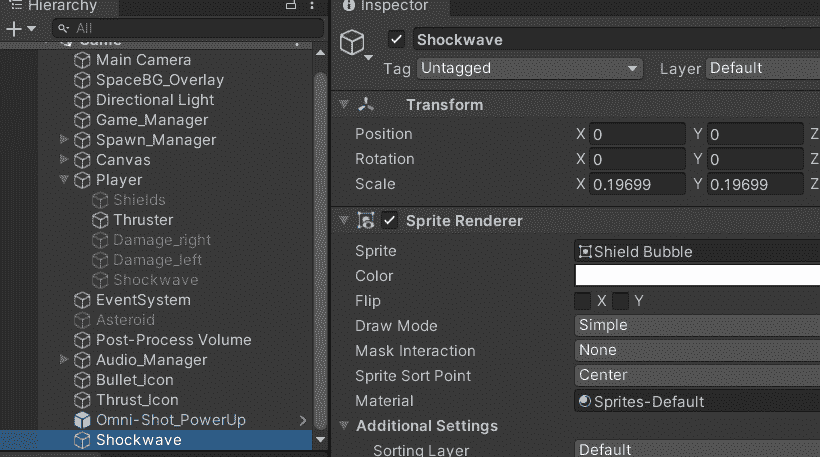 Hierarchy
All
Game
Main Camera
SpaceBG_Overlay
Directional Light
Game_Manager
Spawn_Manager
Canvas
Player
Shields
Thruster
Damage_right
Damage_left
Shockwave
EventSystem
Asteroid
Post-Process Volume
Audio_Manager
Bullet_Icon
Thrust_Icon
Omni-Shot_PowerUp
Shockwave
Inspector
Shockwave
Tag Untagged Layer Default
Transform
Position X 0 Y 0 Z
Rotation X 0 Y 0 Z
Scale X 0.19699 Y 0.19699 Z
Sprite Renderer
Sprite Shield Bubble
Color
Flip X Y
Draw Mode Simple
Mask Interaction None
Sprite Sort Point Center
Material Sprites-Default
Additional Settings
Sorting Layer Default